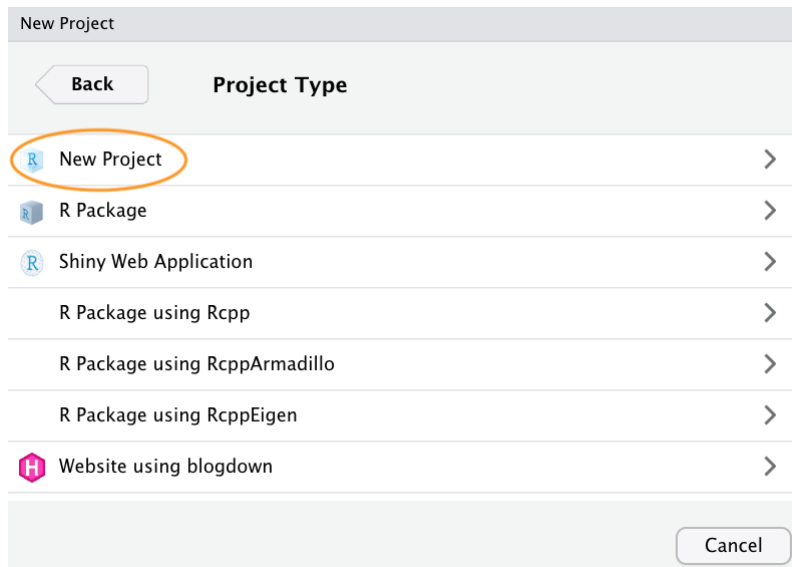 New Project
Back
Project Type
R New Project
R R Package
R Shiny Web Application
R Package using Rcpp
R Package using RcppArmadillo
R Package using RcppEigen
H Website using blogdown
Cancel